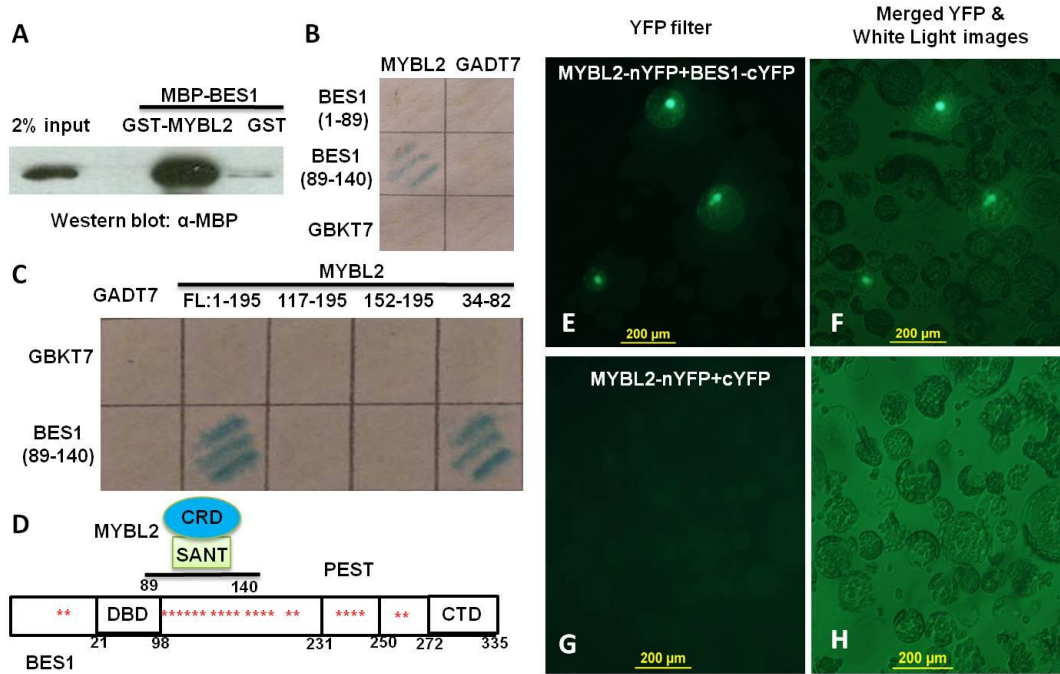 A
MBP-BES1
2% input GST-MYBL2 GST
Western blot: α-MBP
B
MYBL2 GADT7
BES1
(1-89)
BES1
(89-140)
GBKT7
C
MYBL2
GADT7 FL:1-195 117-195 152-195 34-82
GBKT7
BES1
(89-140)
D
CRD
MYBL2
SANT
89 140
PEST
** DBD ****** **** **** ** **** ** CTD
21 98 231 250 272 335
BES1
YFP filter
Merged YFP &
White Light images
MYBL2-nYFP+BES1-cYFP
E
200 µm
F
200 µm
MYBL2-nYFP+cYFP
G
200 µm
H
200 µm